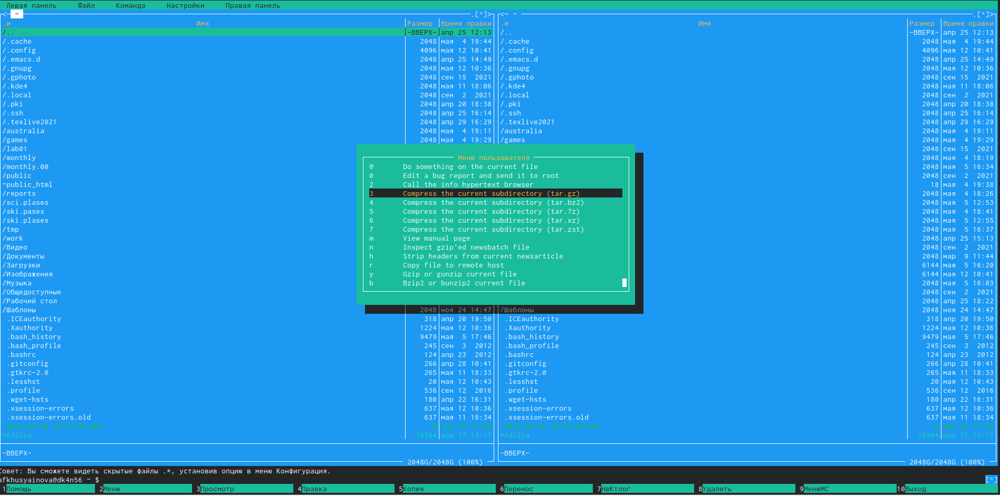 Левая панель Файл Команда Настройки Правая панель
<─ ~ .[^]> <─ ~ .[^]>
.и Имя Размер Время правки .и Имя Размер Время правки
/.. -ВВЕРХ- апр 25 12:13 /.. -ВВЕРХ- апр 25 12:13
/.cache 2048 мая 4 19:44 /.cache 2048 мая 4 19:44
/.config 4096 мая 12 10:41 /.config 4096 мая 12 10:41
/.emacs.d 2048 апр 25 14:49 /.emacs.d 2048 апр 25 14:49
/.gnupg 2048 мая 12 10:36 /.gnupg 2048 мая 12 10:36
/.gphoto 2048 сен 15 2021 /.gphoto 2048 сен 15 2021
/.kde4 2048 мая 11 18:06 /.kde4 2048 мая 11 18:06
/.local 2048 сен 2 2021 /.local 2048 сен 2 2021
/.pki 2048 апр 20 18:38 /.pki 2048 апр 20 18:38
/.ssh 2048 апр 25 16:14 /.ssh 2048 апр 25 16:14
/.texlive2021 2048 апр 29 16:29 /.texlive2021 2048 апр 29 16:29
/australia 2048 мая 4 19:11 /australia 2048 мая 4 19:11
/games 2048 мая 4 19:29 /games 2048 мая 4 19:29
/lab01 2048 сен 15 2021
/monthly Меню пользователя 2048 мая 4 18:19
/monthly.00 @ Do something on the current file 2048 мая 5 16:34
/public 0 Edit a bug report and send it to root 2048 сен 2 2021
~public_html 2 Call the info hypertext browser 18 мая 4 19:38
/reports 3 Compress the current subdirectory (tar.gz) 2048 мая 4 18:26
/sci.plases 4 Compress the current subdirectory (tar.bz2) 2048 мая 5 12:53
/ski.pases 5 Compress the current subdirectory (tar.7z) 2048 мая 4 18:41
/ski.plases 6 Compress the current subdirectory (tar.xz) 2048 мая 5 12:55
/tmp 7 Compress the current subdirectory (tar.zst) 2048 мая 5 16:37
/work m View manual page 2048 апр 25 15:13
/Видео n Inspect gzip'ed newsbatch file 2048 сен 2 2021
/Документы h Strip headers from current newsarticle 2048 мар 9 11:44
/Загрузки r Copy file to remote host 6144 мая 5 16:20
/Изображения y Gzip or gunzip current file 6144 мая 12 10:41
/Музыка b Bzip2 or bunzip2 current file 2048 мая 5 16:03
/Общедоступные 2048 сен 2 2021
/Рабочий стол 2048 апр 25 18:22
/Шаблоны 2048 ноя 24 14:47 /Шаблоны 2048 ноя 24 14:47
.ICEauthority 318 апр 20 19:50 .ICEauthority 318 апр 20 19:50
.Xauthority 1224 мая 12 10:36 .Xauthority 1224 мая 12 10:36
.bash_history 9479 мая 5 17:46 .bash_history 9479 мая 5 17:46
.bash_profile 245 сен 3 2012 .bash_profile 245 сен 3 2012
.bashrc 124 апр 23 2012 .bashrc 124 апр 23 2012
.gitconfig 266 апр 28 10:41 .gitconfig 266 апр 28 10:41
.gtkrc-2.0 265 мая 11 18:33 .gtkrc-2.0 265 мая 11 18:33
.lesshst 20 мая 12 10:43 .lesshst 20 мая 12 10:43
.profile 536 сен 12 2016 .profile 536 сен 12 2016
.wget-hsts 180 апр 22 16:31 .wget-hsts 180 апр 22 16:31
.xsession-errors 637 мая 12 10:36 .xsession-errors 637 мая 12 10:36
.xsession-errors.old 637 мая 11 18:34 .xsession-errors.old 637 мая 11 18:34
*Adilya 16304 ноя 17 13:17 *Adilya 16304 ноя 17 13:17
-ВВЕРХ- -ВВЕРХ-
2048G/2048G (100%) 2048G/2048G (100%)
Совет: Вы сможете видеть скрытые файлы .*, установив опцию в меню Конфигурация.
afkhusyainova@dk4n56 ~ $ [^]
1Помощь 2Меню 3Просмотр 4Правка 5Копия 6Перенос 7НвКтлог 8Удалить 9МенюMC 10Выход